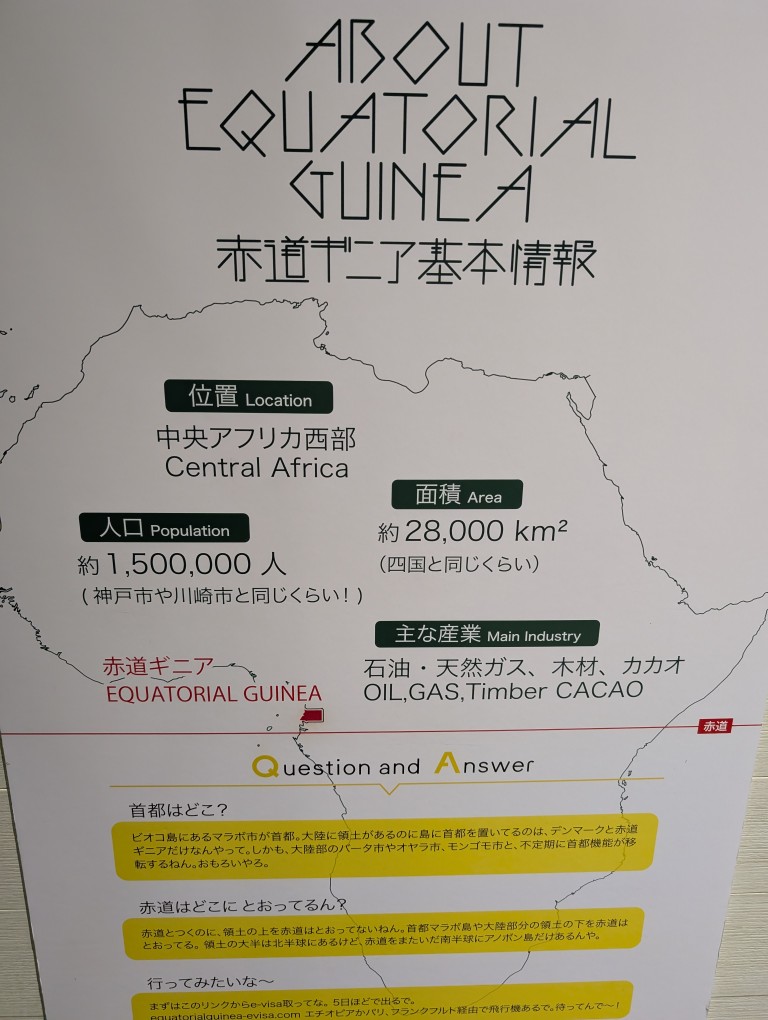 ABOUT
EQUATORIAL
GUINEA
赤道ギニア基本情報
位置 Location
中央アフリカ西部
Central Africa
面積 Area
約 28,000 km²
(四国と同じくらい)
人口 Population
約 1,500,000 人
( 神戸市や川崎市と同じくらい! )
主な産業 Main Industry
石油・天然ガス、木材、カカオ
OIL,GAS,Timber CACAO
赤道ギニア
EQUATORIAL GUINEA
赤道
Question and Answer
首都はどこ?
ビオコ島にあるマラボ市が首都。大陸に領土があるのに島に首都を置いてるのは、デンマークと赤道
ギニアだけなんやって。しかも、大陸部のバータ市やオヤラ市、モンゴモ市と、不定期に首都機能が移
転するねん。おもろいやろ。
赤道はどこに とおってるん?
赤道とつくのに、領土の上を赤道はとおってないねん。首都マラボ島や大陸部分の領土の下を赤道は
とおってる。領土の大半は北半球にあるけど、赤道をまたいだ南半球にアノボン島だけあるんや。
行ってみたいな〜
まずはこのリンクからe-visa取ってな。5日ほどで出るで。
equatorialguinea-evisa.com エチオピアかパリ、フランクフルト経由で飛行機あるで。待ってんで〜!